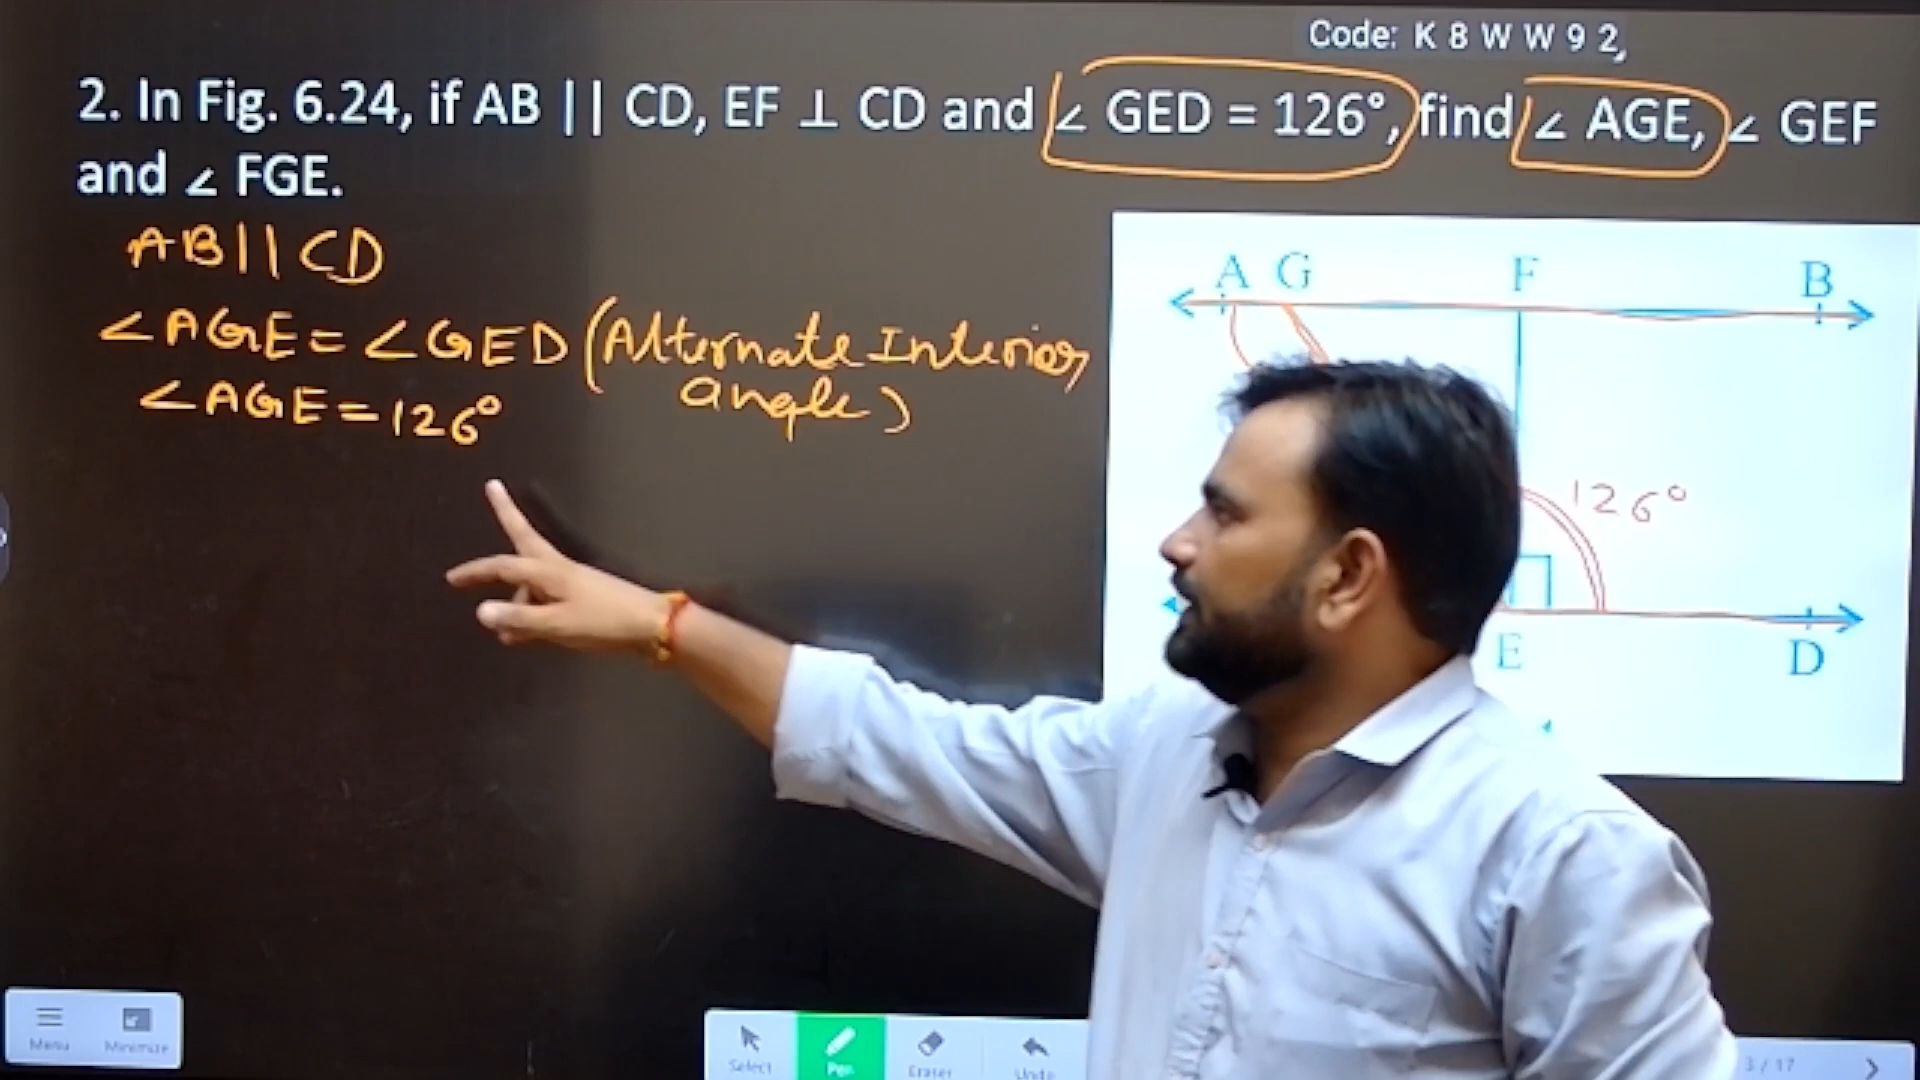 Code: K 8 W W 9 2,
2. In Fig. 6.24, if AB || CD, EF ⊥ CD and ∠ GED = 126°, find ∠ AGE, ∠ GEF
and ∠ FGE.
AB || CD
∠AGE = ∠GED (Alternate Interior
angle)
∠AGE = 126°
A G F B
126°
E D
Menu Minimize
Select Pen Eraser Undo
3 / 17